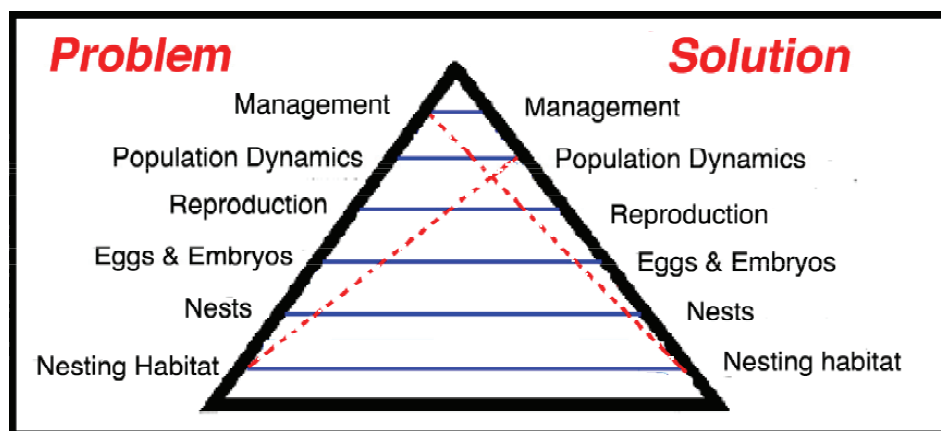 Problem
Solution
Management
Management
Population Dynamics
Population Dynamics
Reproduction
Reproduction
Eggs & Embryos
Eggs & Embryos
Nests
Nests
Nesting Habitat
Nesting habitat